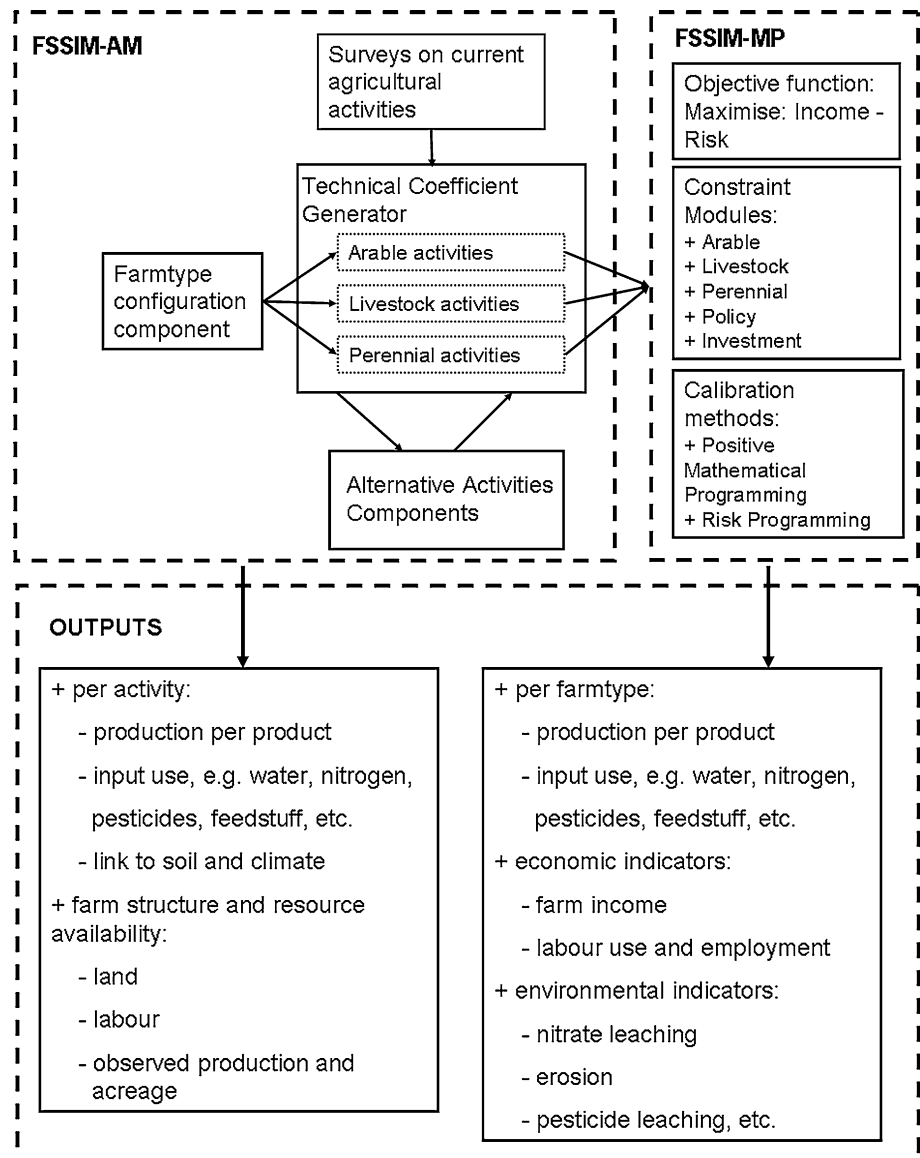 FSSIM-AM
Surveys on current
agricultural
activities
Technical Coefficient
Generator
Arable activities
Livestock activities
Perennial activities
Farmtype
configuration
component
Alternative Activities
Components
FSSIM-MP
Objective function:
Maximise: Income -
Risk
Constraint
Modules:
+ Arable
+ Livestock
+ Perennial
+ Policy
+ Investment
Calibration
methods:
+ Positive
Mathematical
Programming
+ Risk Programming
OUTPUTS
+ per activity:
- production per product
- input use, e.g. water, nitrogen,
pesticides, feedstuff, etc.
- link to soil and climate
+ farm structure and resource
availability:
- land
- labour
- observed production and
acreage
+ per farmtype:
- production per product
- input use, e.g. water, nitrogen,
pesticides, feedstuff, etc.
+ economic indicators:
- farm income
- labour use and employment
+ environmental indicators:
- nitrate leaching
- erosion
- pesticide leaching, etc.